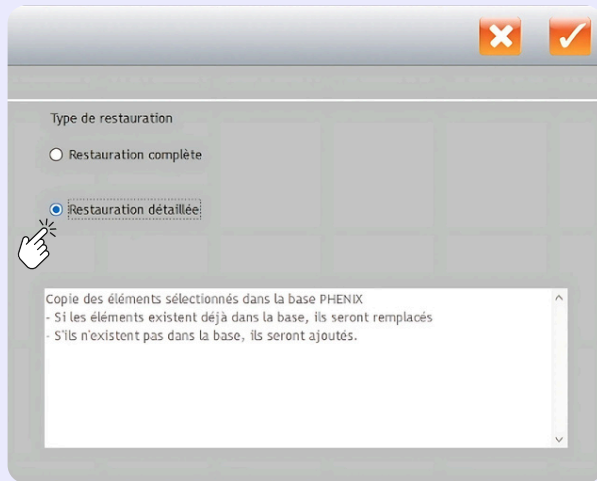 Type de restauration
Restauration complète
Restauration détaillée
Copie des éléments sélectionnés dans la base PHENIX
- Si les éléments existent déjà dans la base, ils seront remplacés
- S'ils n'existent pas dans la base, ils seront ajoutés.